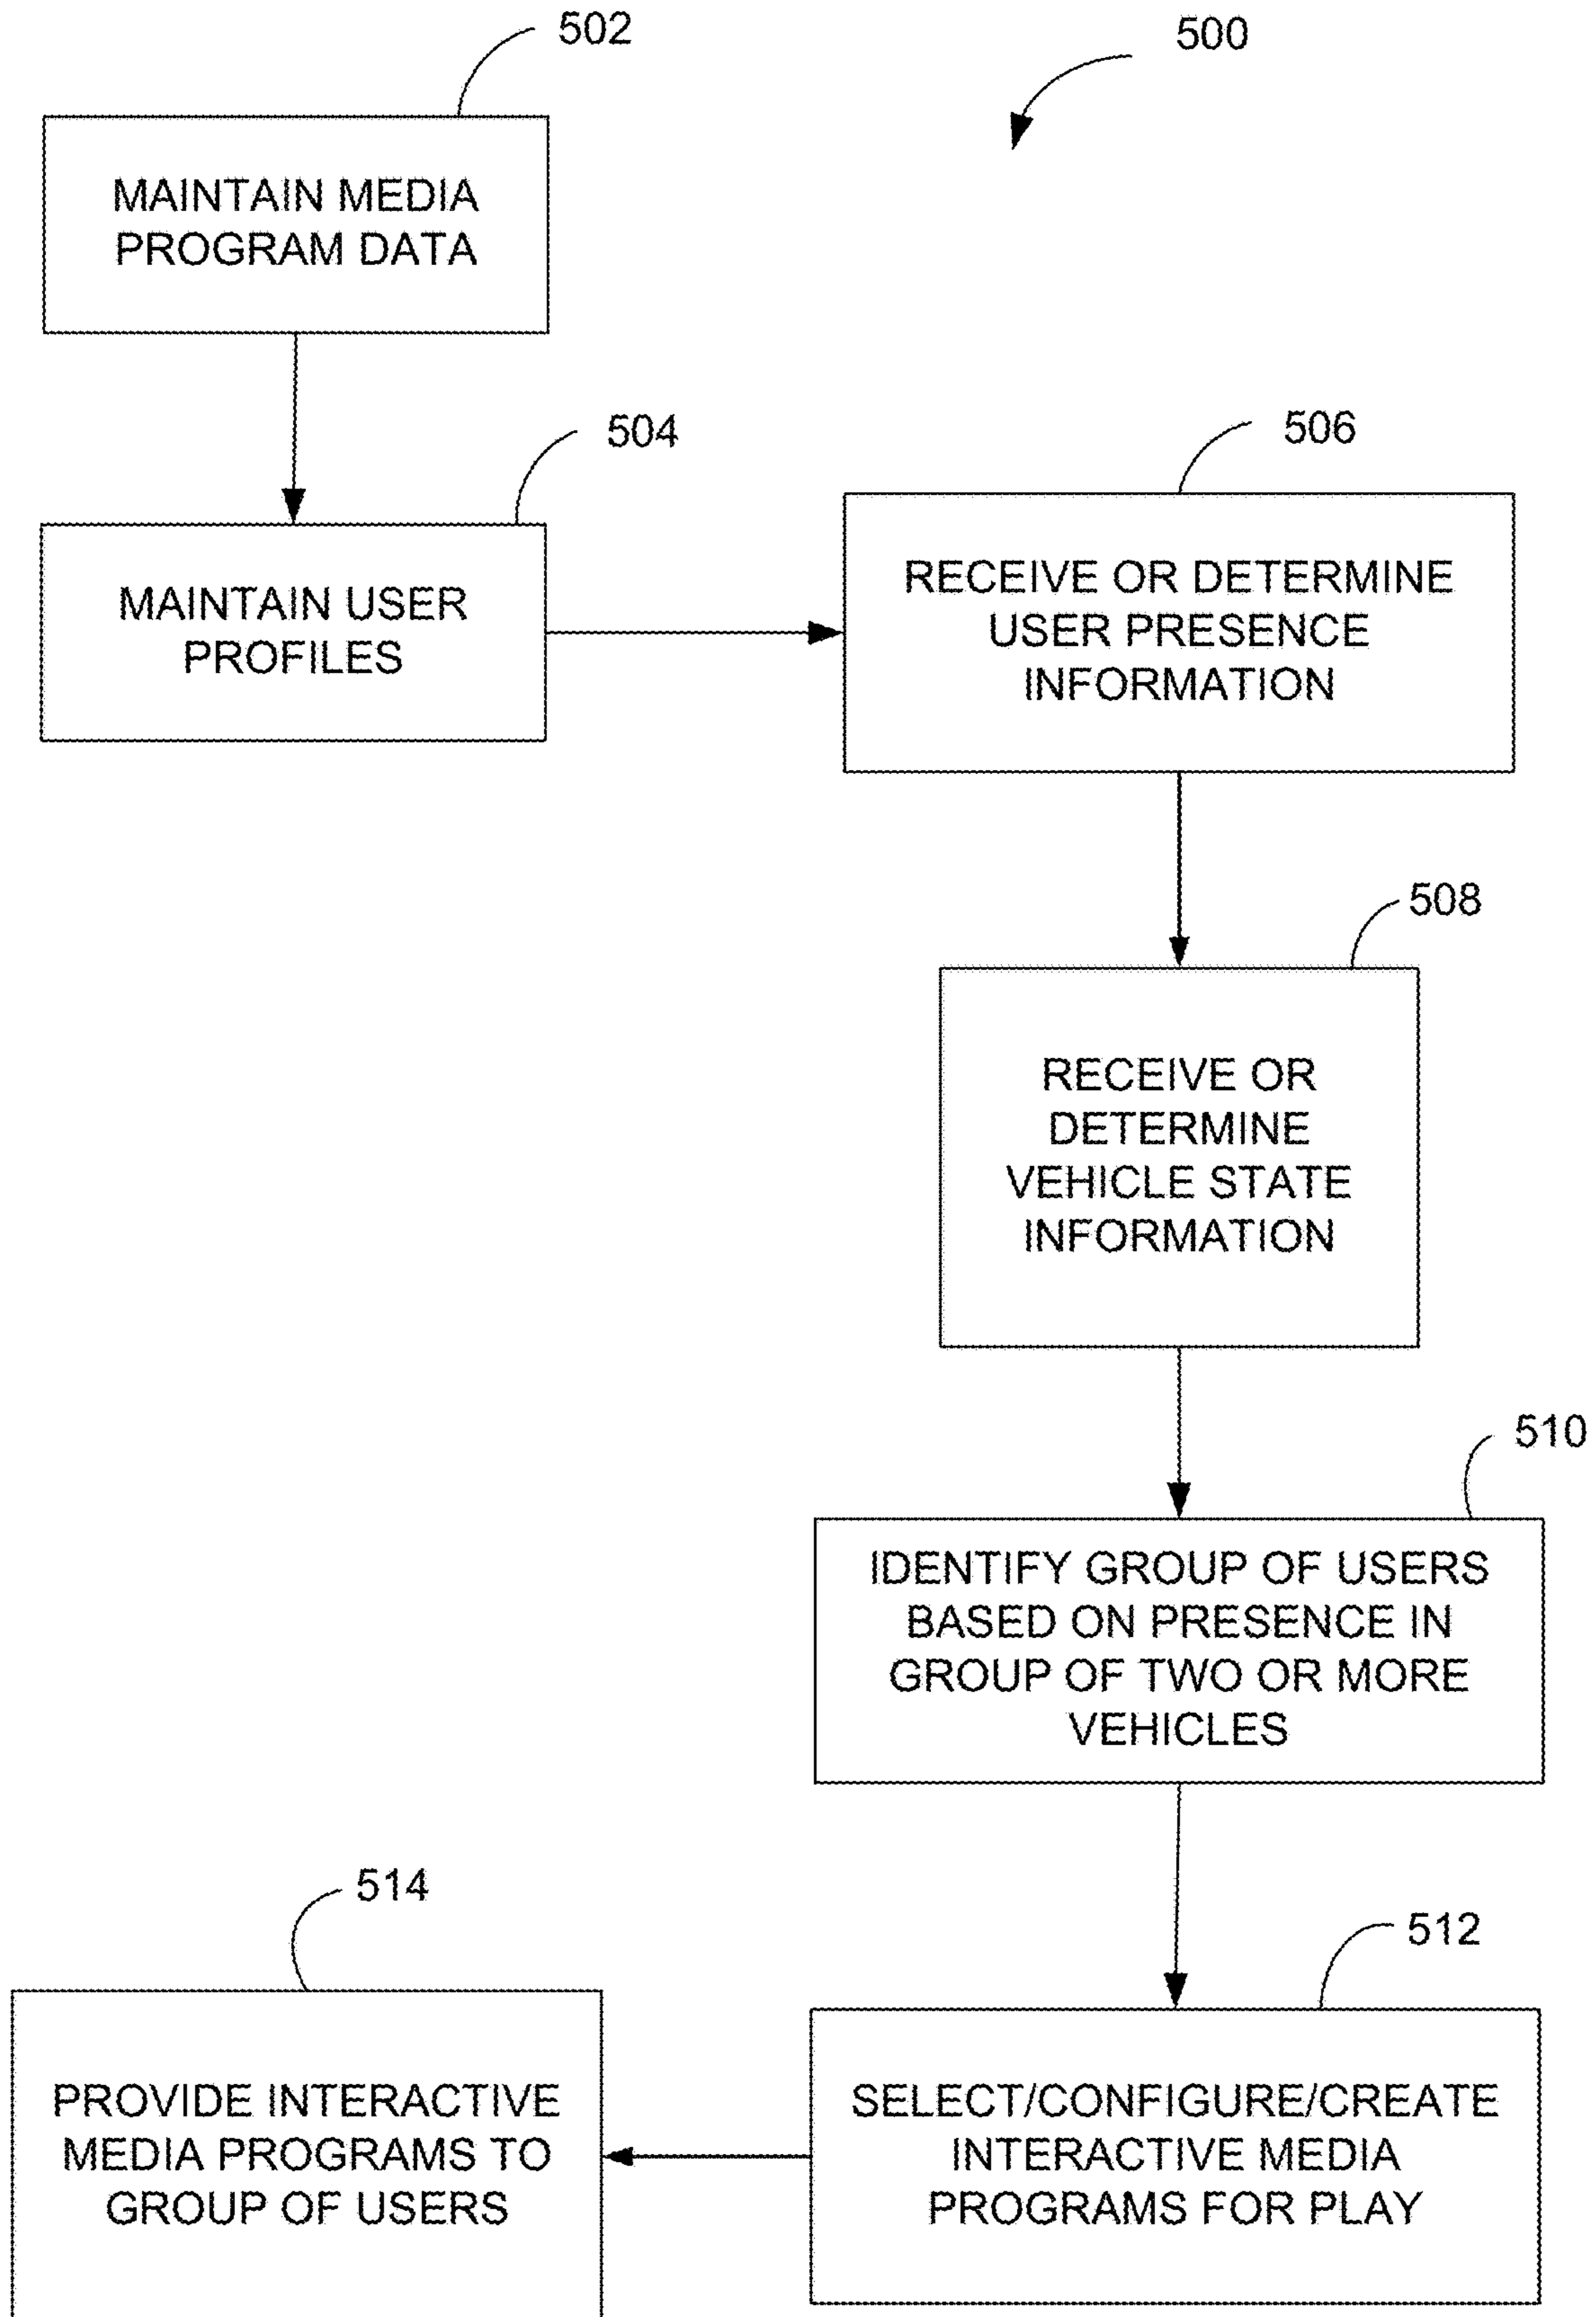 502
500
MAINTAIN MEDIA
PROGRAM DATA
504
MAINTAIN USER
PROFILES
506
RECEIVE OR DETERMINE
USER PRESENCE
INFORMATION
508
RECEIVE OR
DETERMINE
VEHICLE STATE
INFORMATION
510
IDENTIFY GROUP OF USERS
BASED ON PRESENCE IN
GROUP OF TWO OR MORE
VEHICLES
512
SELECT/CONFIGURE/CREATE
INTERACTIVE MEDIA
PROGRAMS FOR PLAY
514
PROVIDE INTERACTIVE
MEDIA PROGRAMS TO
GROUP OF USERS